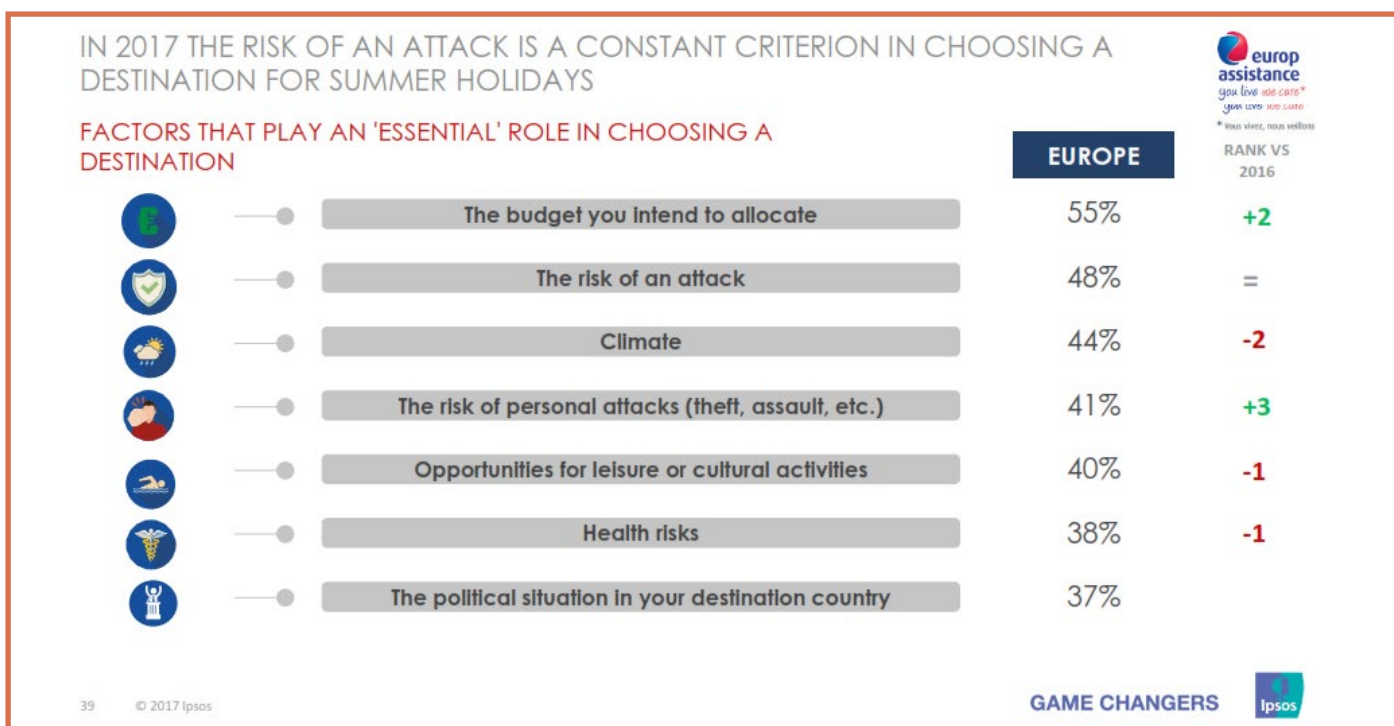 IN 2017 THE RISK OF AN ATTACK IS A CONSTANT CRITERION IN CHOOSING A
DESTINATION FOR SUMMER HOLIDAYS
europ
assistance
you live we care*
you live we care
* Vous vivez, nous veillons
FACTORS THAT PLAY AN 'ESSENTIAL' ROLE IN CHOOSING A
DESTINATION
EUROPE
RANK VS
2016
The budget you intend to allocate 55% +2
The risk of an attack 48% =
Climate 44% -2
The risk of personal attacks (theft, assault, etc.) 41% +3
Opportunities for leisure or cultural activities 40% -1
Health risks 38% -1
The political situation in your destination country 37%
39 © 2017 Ipsos
GAME CHANGERS
Ipsos